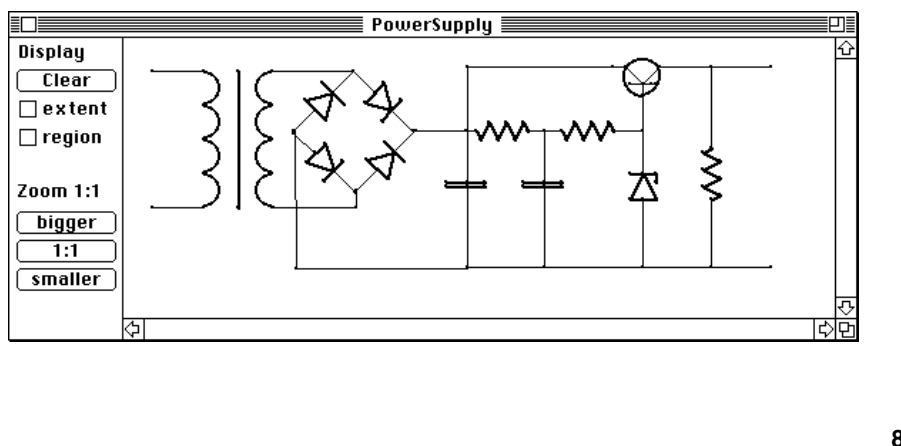 PowerSupply
Display
Clear
extent
region
Zoom 1:1
bigger
1:1
smaller
8